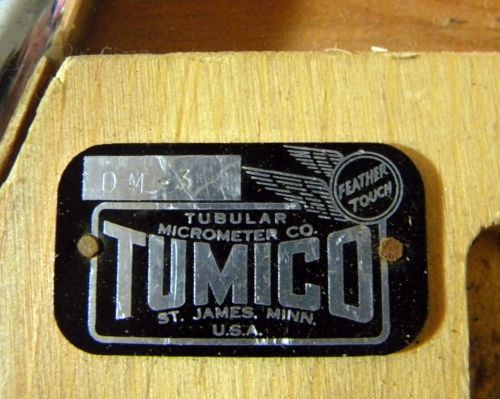 DM-3
FEATHER
TOUCH
TUBULAR
MICROMETER CO.
TUMICO
ST. JAMES, MINN.
U.S.A.